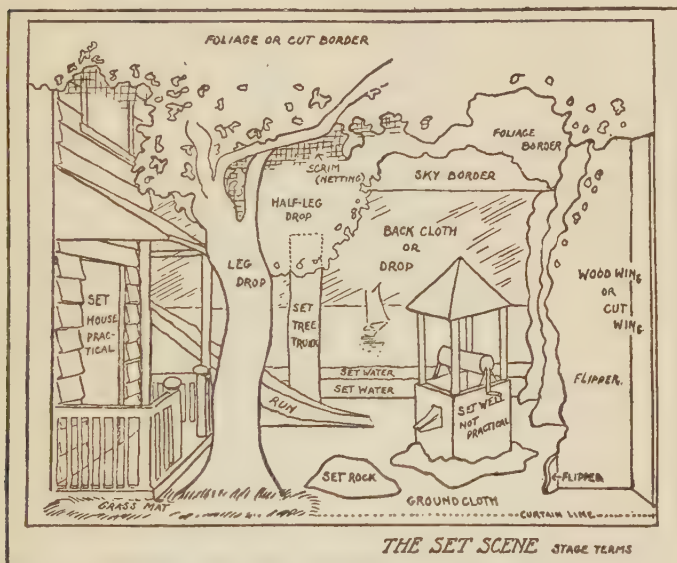 FOLIAGE OR CUT BORDER
FOLIAGE
BORDER
SCRIM
(NETTING)
SKY BORDER
HALF-LEG
DROP
BACK CLOTH
OR
DROP
LEG
DROP
WOOD WING
OR
CUT
WING.
SET
HOUSE
PRAC-
TICAL
SET
TREE
TRUNK
SET WATER
SET WATER
FLIPPER.
RUN
SET WELL
NOT
PRACTICAL
SET ROCK
FLIPPER
GRASS MAT
GROUND CLOTH
CURTAIN LINE
THE SET SCENE STAGE TERMS